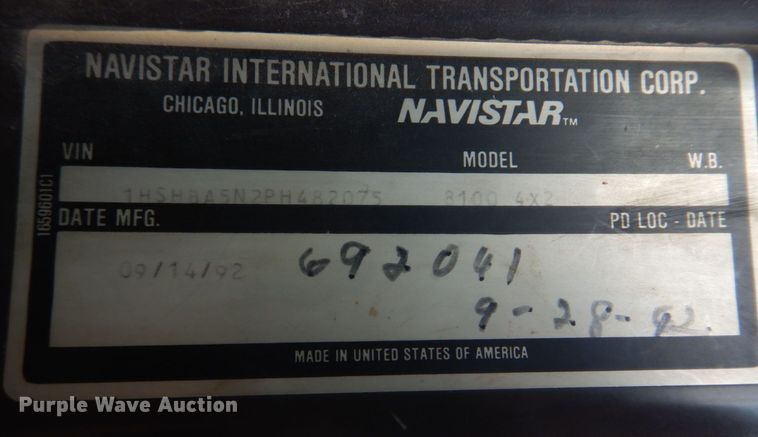 NAVISTAR INTERNATIONAL TRANSPORTATION CORP.
CHICAGO, ILLINOIS NAVISTAR™
VIN MODEL W.B.
1HSHBA5N2PH482075 8100 4X2
1659601C1
DATE MFG. PD LOC - DATE
09/14/92 692041
9-28-92
MADE IN UNITED STATES OF AMERICA
Purple Wave Auction